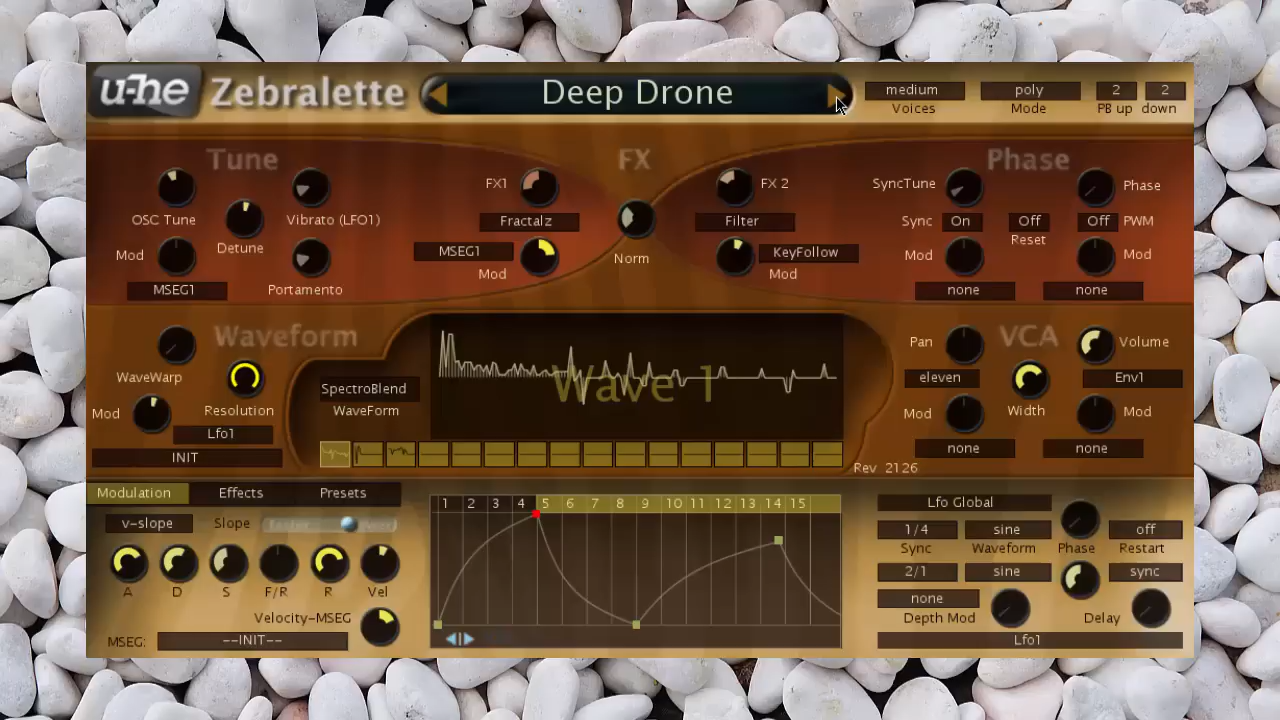 u-he Zebralette
Deep Drone
medium poly 2 2
Voices Mode PB up down
Tune FX Phase
FX1 FX 2 SyncTune Phase
OSC Tune Vibrato (LFO1) Fractalz Filter Sync On Off Off PWM
Detune Reset
Mod MSEG1 Norm KeyFollow Mod Mod
Mod Mod
MSEG1 Portamento none none
Waveform VCA
Pan Volume
WaveWarp Wave 1 eleven Env1
SpectroBlend
Resolution WaveForm Width
Mod Mod Mod
Lfo1 none none
INIT
Rev 2126
Modulation Effects Presets
1 2 3 4 5 6 7 8 9 10 11 12 13 14 15
Lfo Global
v-slope Slope
1/4 sine off
Sync Waveform Phase Restart
2/1 sine sync
A D S F/R R Vel
none
Velocity-MSEG Depth Mod Delay
MSEG: --INIT-- Lfo1